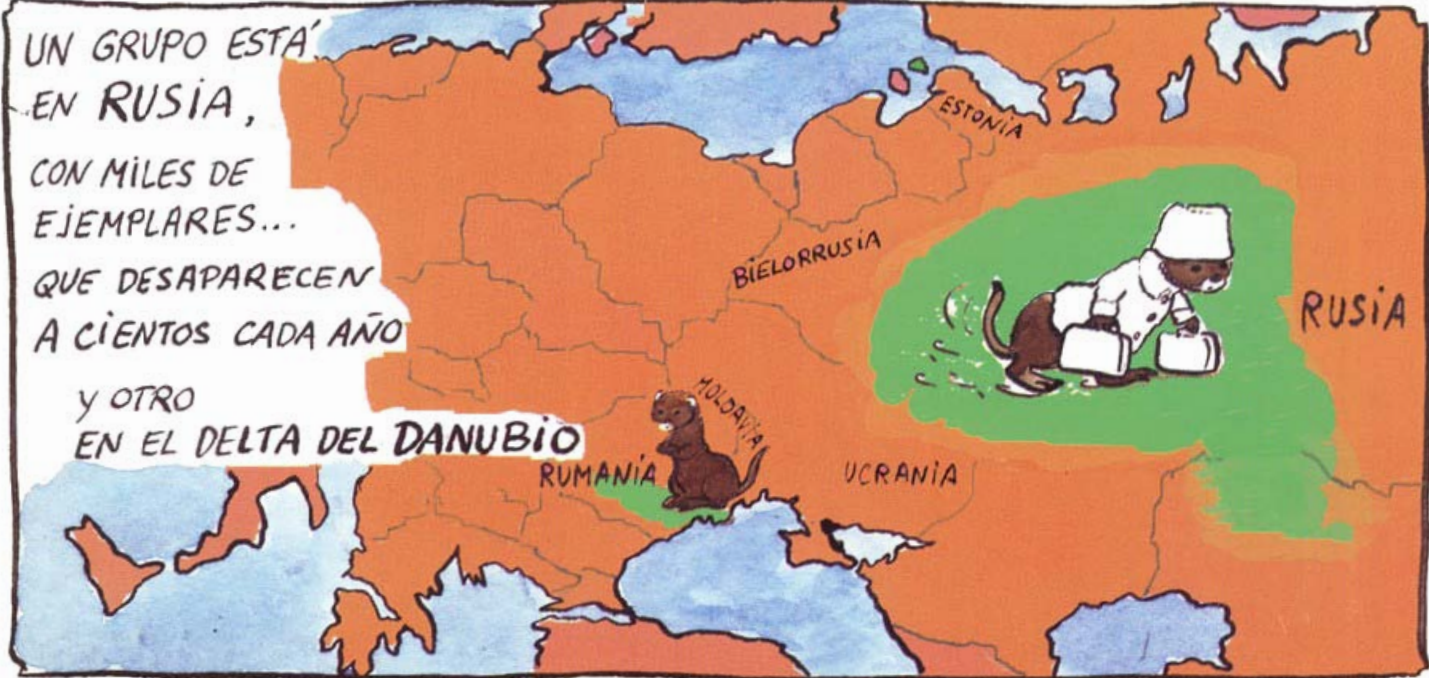 UN GRUPO ESTÁ
EN RUSIA,
CON MILES DE
EJEMPLARES...
QUE DESAPARECEN
A CIENTOS CADA AÑO
Y OTRO
EN EL DELTA DEL DANUBIO
ESTONIA
BIELORRUSIA
RUSIA
MOLDAVIA
RUMANÍA
UCRANIA